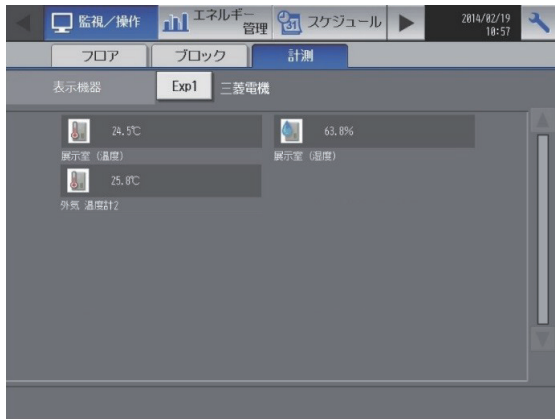 監視／操作
エネルギー
管理
31
スケジュール
2014/02/19
10:57
フロア
ブロック
計測
表示機器
Exp1
三菱電機
24.5℃
63.8%
展示室（温度）
展示室（湿度）
25.8℃
外気 温度計2